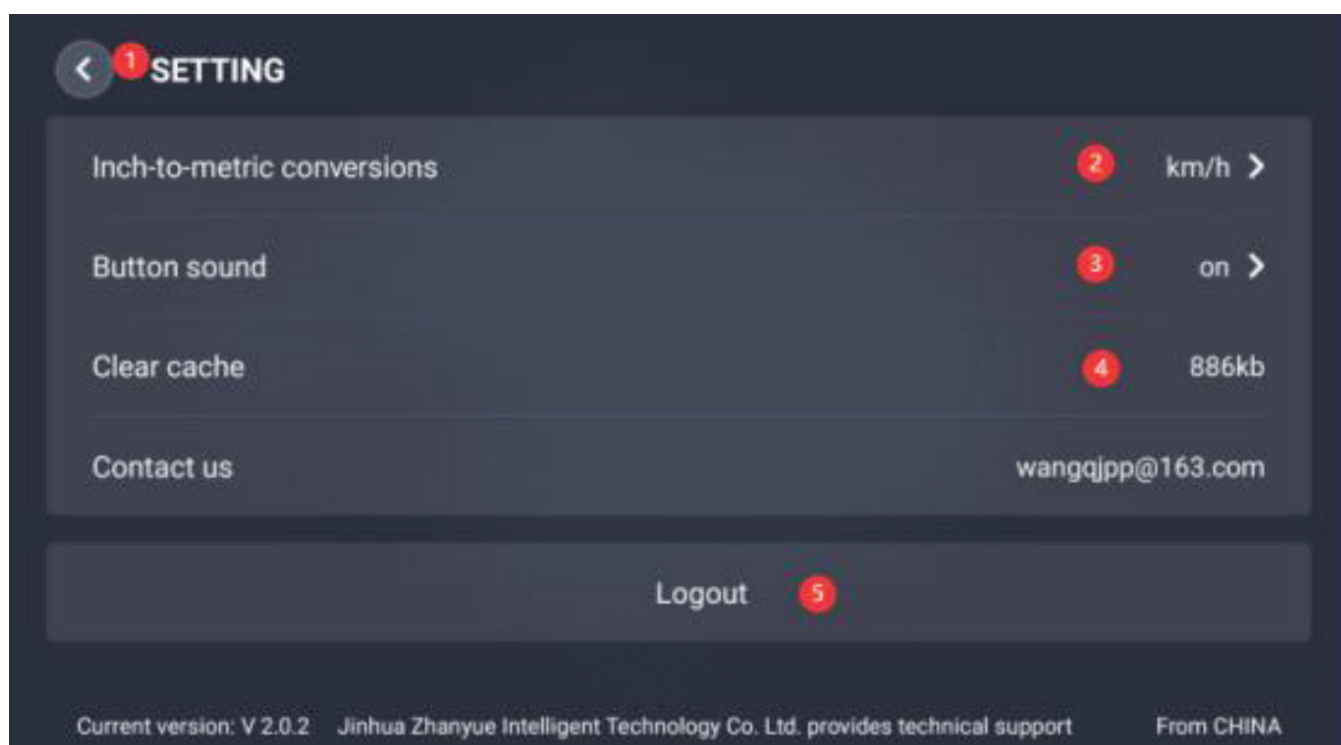 1 SETTING
Inch-to-metric conversions 2 km/h
Button sound 3 on
Clear cache 4 886kb
Contact us wangqjpp@163.com
Logout 5
Current version: V 2.0.2 Jinhua Zhanyue Intelligent Technology Co. Ltd. provides technical support From CHINA